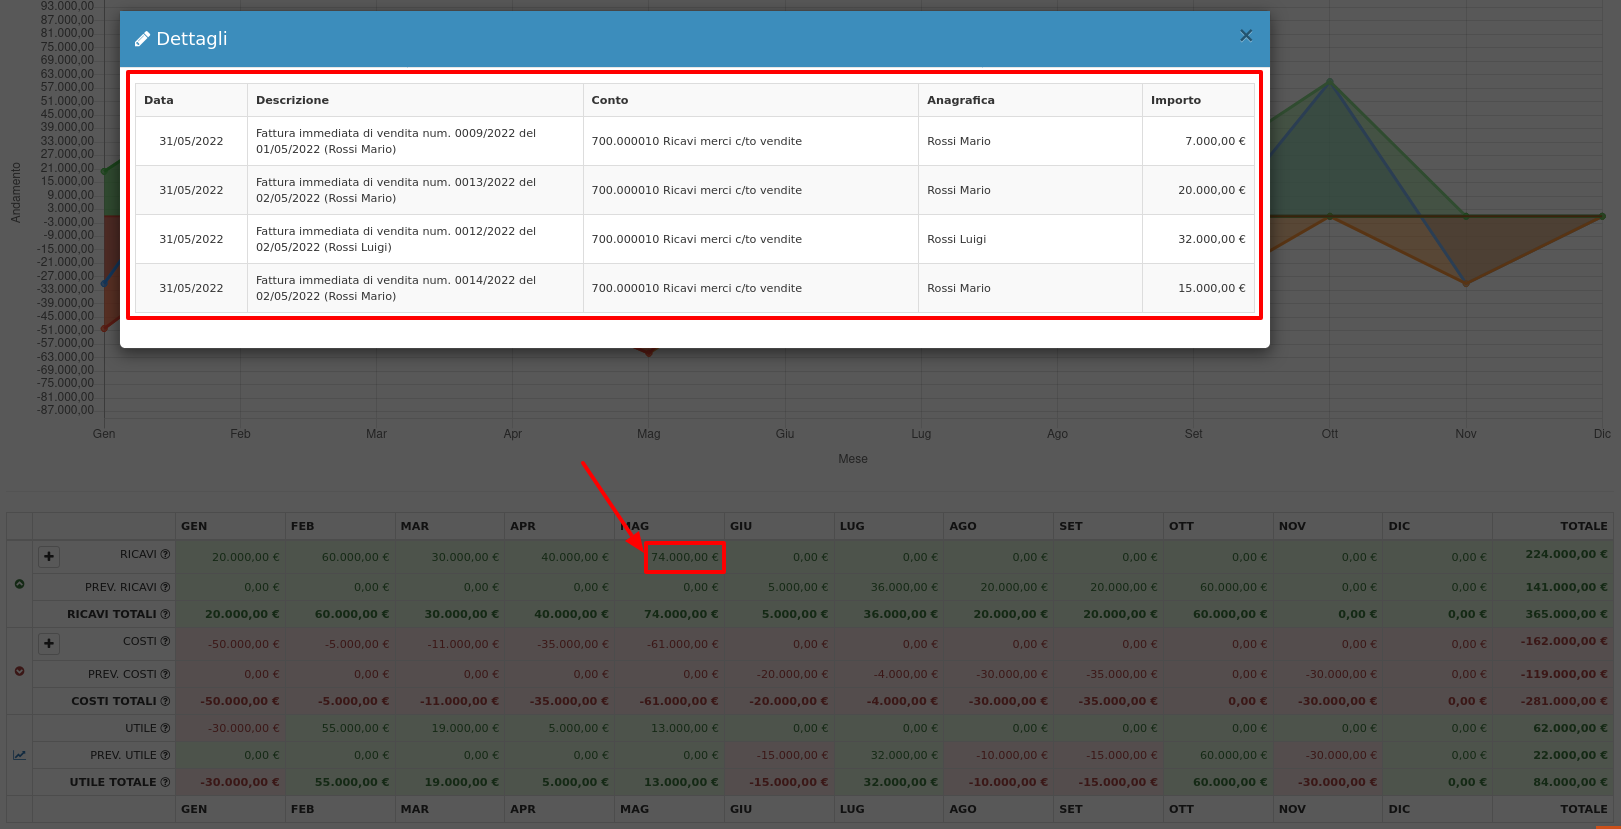 93.000,00
87.000,00
81.000,00
75.000,00
69.000,00
63.000,00
57.000,00
51.000,00
45.000,00
39.000,00
33.000,00
27.000,00
21.000,00
15.000,00
9.000,00
3.000,00
-3.000,00
-9.000,00
-15.000,00
-21.000,00
-27.000,00
-33.000,00
-39.000,00
-45.000,00
-51.000,00
-57.000,00
-63.000,00
-69.000,00
-75.000,00
-81.000,00
-87.000,00
Andamento
Dettagli ×
Data Descrizione Conto Anagrafica Importo
31/05/2022 Fattura immediata di vendita num. 0009/2022 del 01/05/2022 (Rossi Mario) 700.000010 Ricavi merci c/to vendite Rossi Mario 7.000,00 €
31/05/2022 Fattura immediata di vendita num. 0013/2022 del 02/05/2022 (Rossi Mario) 700.000010 Ricavi merci c/to vendite Rossi Mario 20.000,00 €
31/05/2022 Fattura immediata di vendita num. 0012/2022 del 02/05/2022 (Rossi Luigi) 700.000010 Ricavi merci c/to vendite Rossi Luigi 32.000,00 €
31/05/2022 Fattura immediata di vendita num. 0014/2022 del 02/05/2022 (Rossi Mario) 700.000010 Ricavi merci c/to vendite Rossi Mario 15.000,00 €
Gen Feb Mar Apr Mag Giu Lug Ago Set Ott Nov Dic
Mese
GEN FEB MAR APR MAG GIU LUG AGO SET OTT NOV DIC TOTALE
RICAVI 20.000,00 € 60.000,00 € 30.000,00 € 40.000,00 € 74.000,00 € 0,00 € 0,00 € 0,00 € 0,00 € 0,00 € 0,00 € 0,00 € 224.000,00 €
PREV. RICAVI 0,00 € 0,00 € 0,00 € 0,00 € 0,00 € 5.000,00 € 36.000,00 € 20.000,00 € 20.000,00 € 60.000,00 € 0,00 € 0,00 € 141.000,00 €
RICAVI TOTALI 20.000,00 € 60.000,00 € 30.000,00 € 40.000,00 € 74.000,00 € 5.000,00 € 36.000,00 € 20.000,00 € 20.000,00 € 60.000,00 € 0,00 € 0,00 € 365.000,00 €
COSTI -50.000,00 € -5.000,00 € -11.000,00 € -35.000,00 € -61.000,00 € 0,00 € 0,00 € 0,00 € 0,00 € 0,00 € 0,00 € 0,00 € -162.000,00 €
PREV. COSTI 0,00 € 0,00 € 0,00 € 0,00 € 0,00 € -20.000,00 € -4.000,00 € -30.000,00 € -35.000,00 € 0,00 € -30.000,00 € 0,00 € -119.000,00 €
COSTI TOTALI -50.000,00 € -5.000,00 € -11.000,00 € -35.000,00 € -61.000,00 € -20.000,00 € -4.000,00 € -30.000,00 € -35.000,00 € 0,00 € -30.000,00 € 0,00 € -281.000,00 €
UTILE -30.000,00 € 55.000,00 € 19.000,00 € 5.000,00 € 13.000,00 € 0,00 € 0,00 € 0,00 € 0,00 € 0,00 € 0,00 € 0,00 € 62.000,00 €
PREV. UTILE 0,00 € 0,00 € 0,00 € 0,00 € 0,00 € -15.000,00 € 32.000,00 € -10.000,00 € -15.000,00 € 60.000,00 € -30.000,00 € 0,00 € 22.000,00 €
UTILE TOTALE -30.000,00 € 55.000,00 € 19.000,00 € 5.000,00 € 13.000,00 € -15.000,00 € 32.000,00 € -10.000,00 € -15.000,00 € 60.000,00 € -30.000,00 € 0,00 € 84.000,00 €
GEN FEB MAR APR MAG GIU LUG AGO SET OTT NOV DIC TOTALE